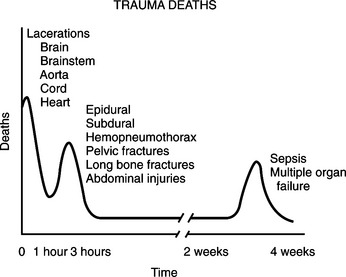 TRAUMA DEATHS
Lacerations
Brain
Brainstem
Aorta
Cord
Heart
Epidural
Subdural
Hemopneumothorax
Pelvic fractures
Long bone fractures
Abdominal injuries
Sepsis
Multiple organ
failure
Deaths
0 1 hour 3 hours 2 weeks 4 weeks
Time